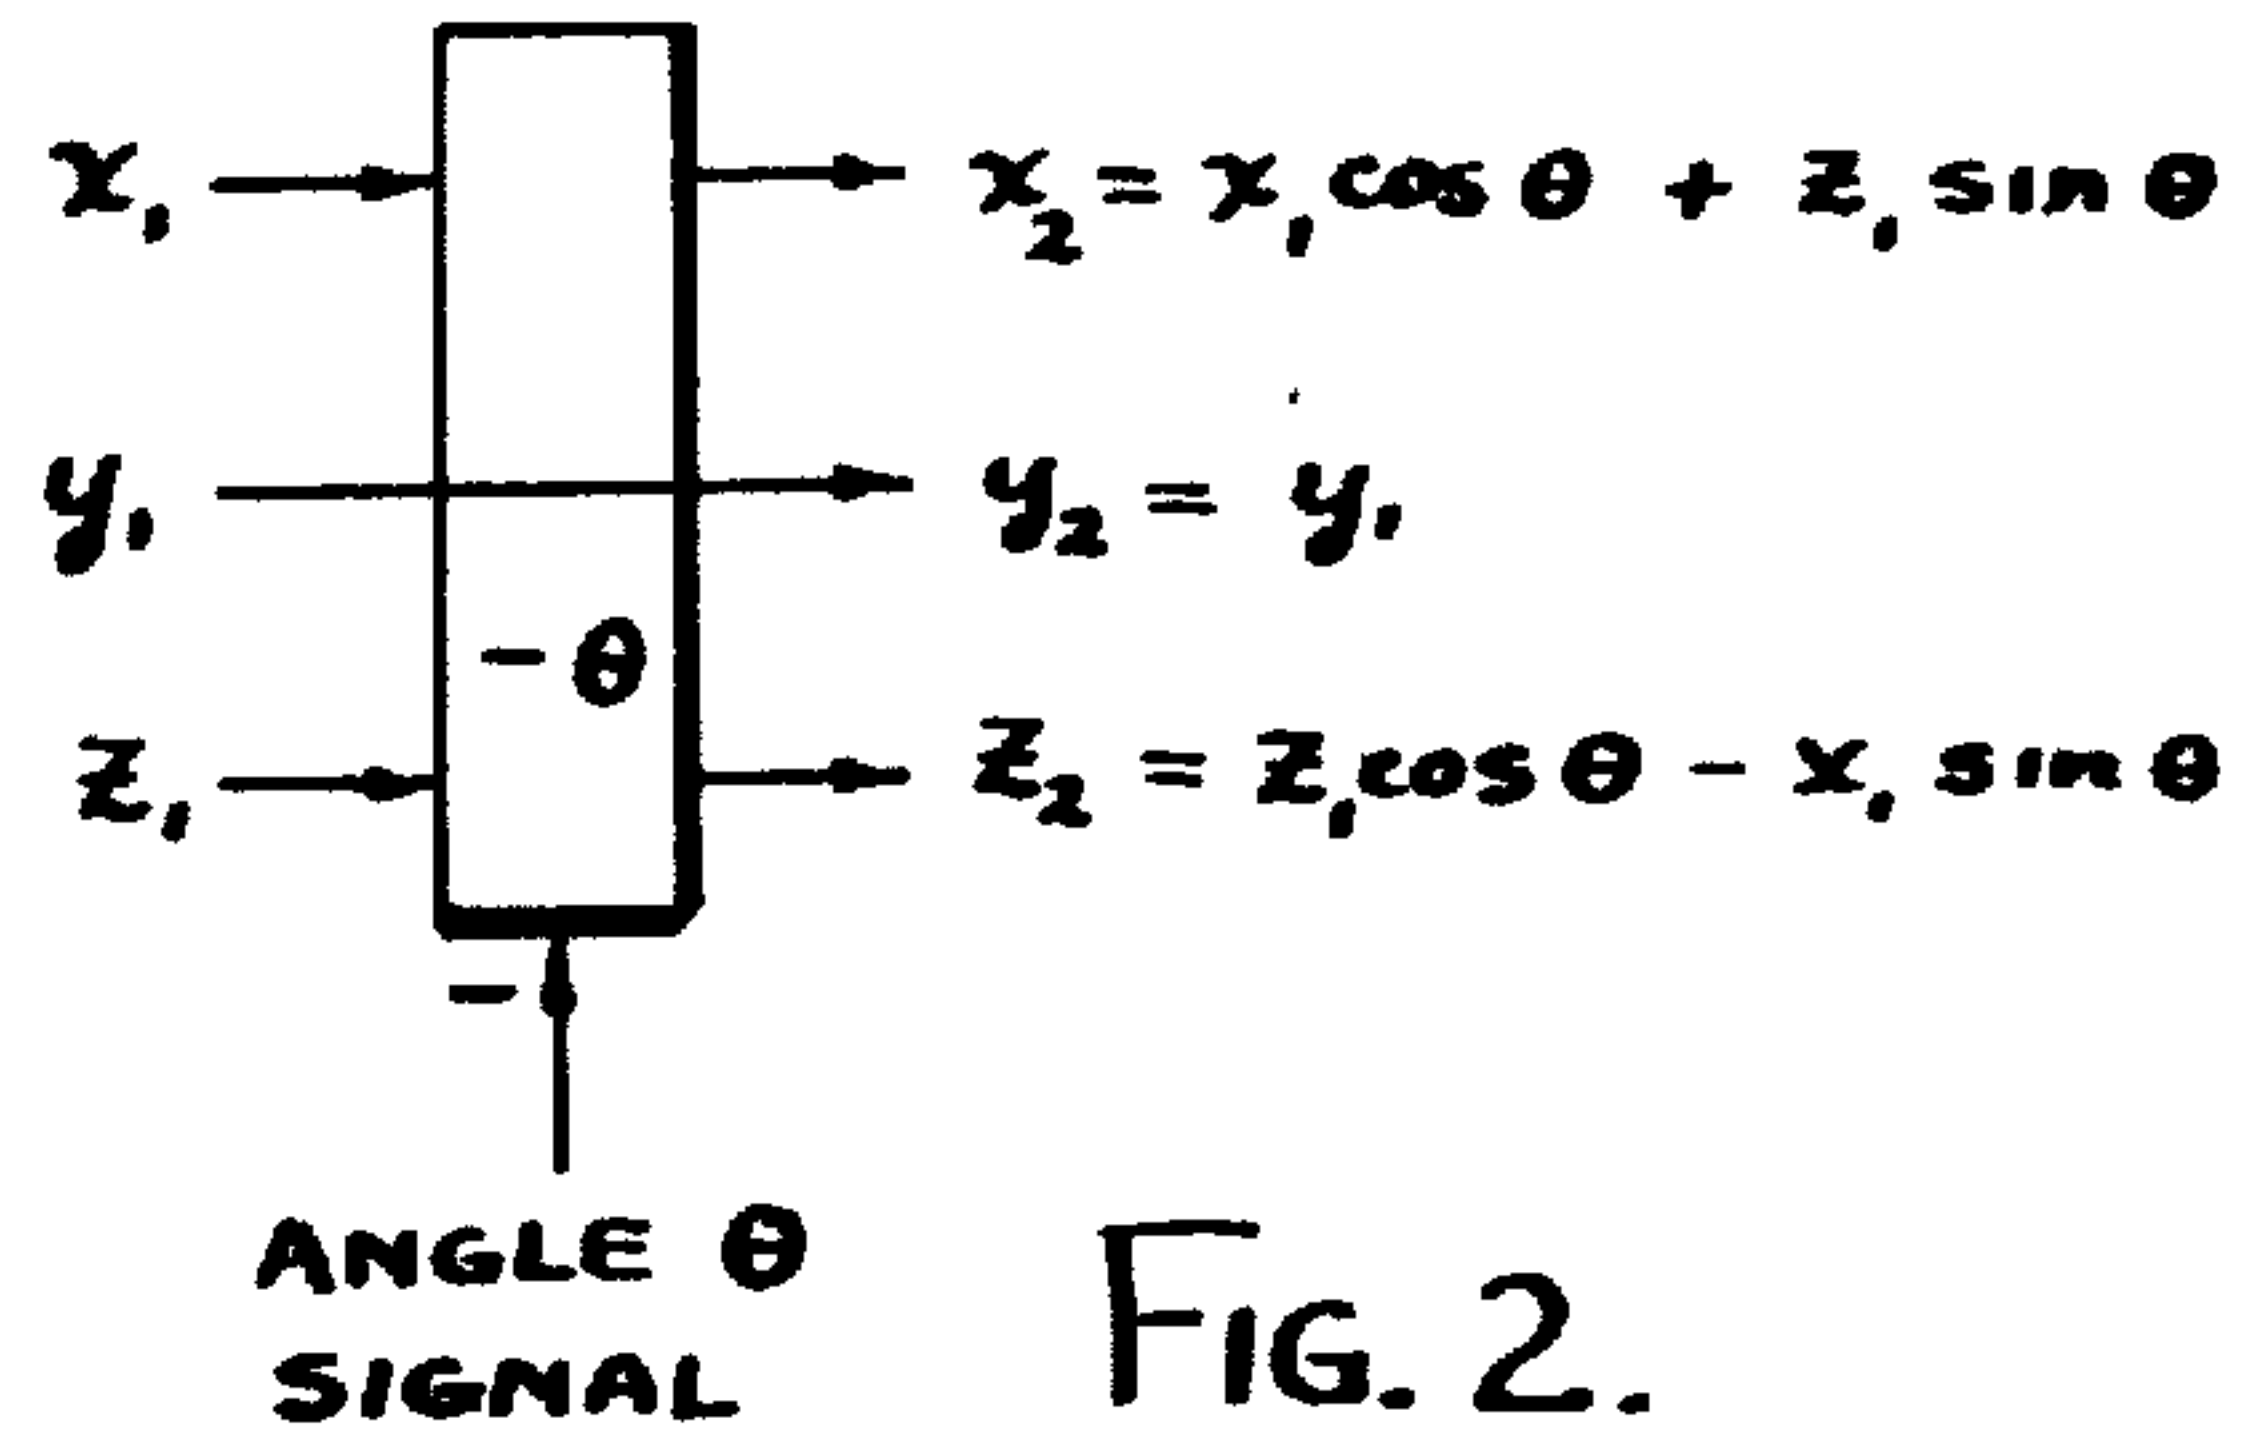 x₁ x₂ = x₁ cos θ + z₁ sin θ
y₁ y₂ = y₁
- θ
z₁ z₂ = z₁ cos θ - x₁ sin θ
-
ANGLE θ
SIGNAL
FIG. 2.